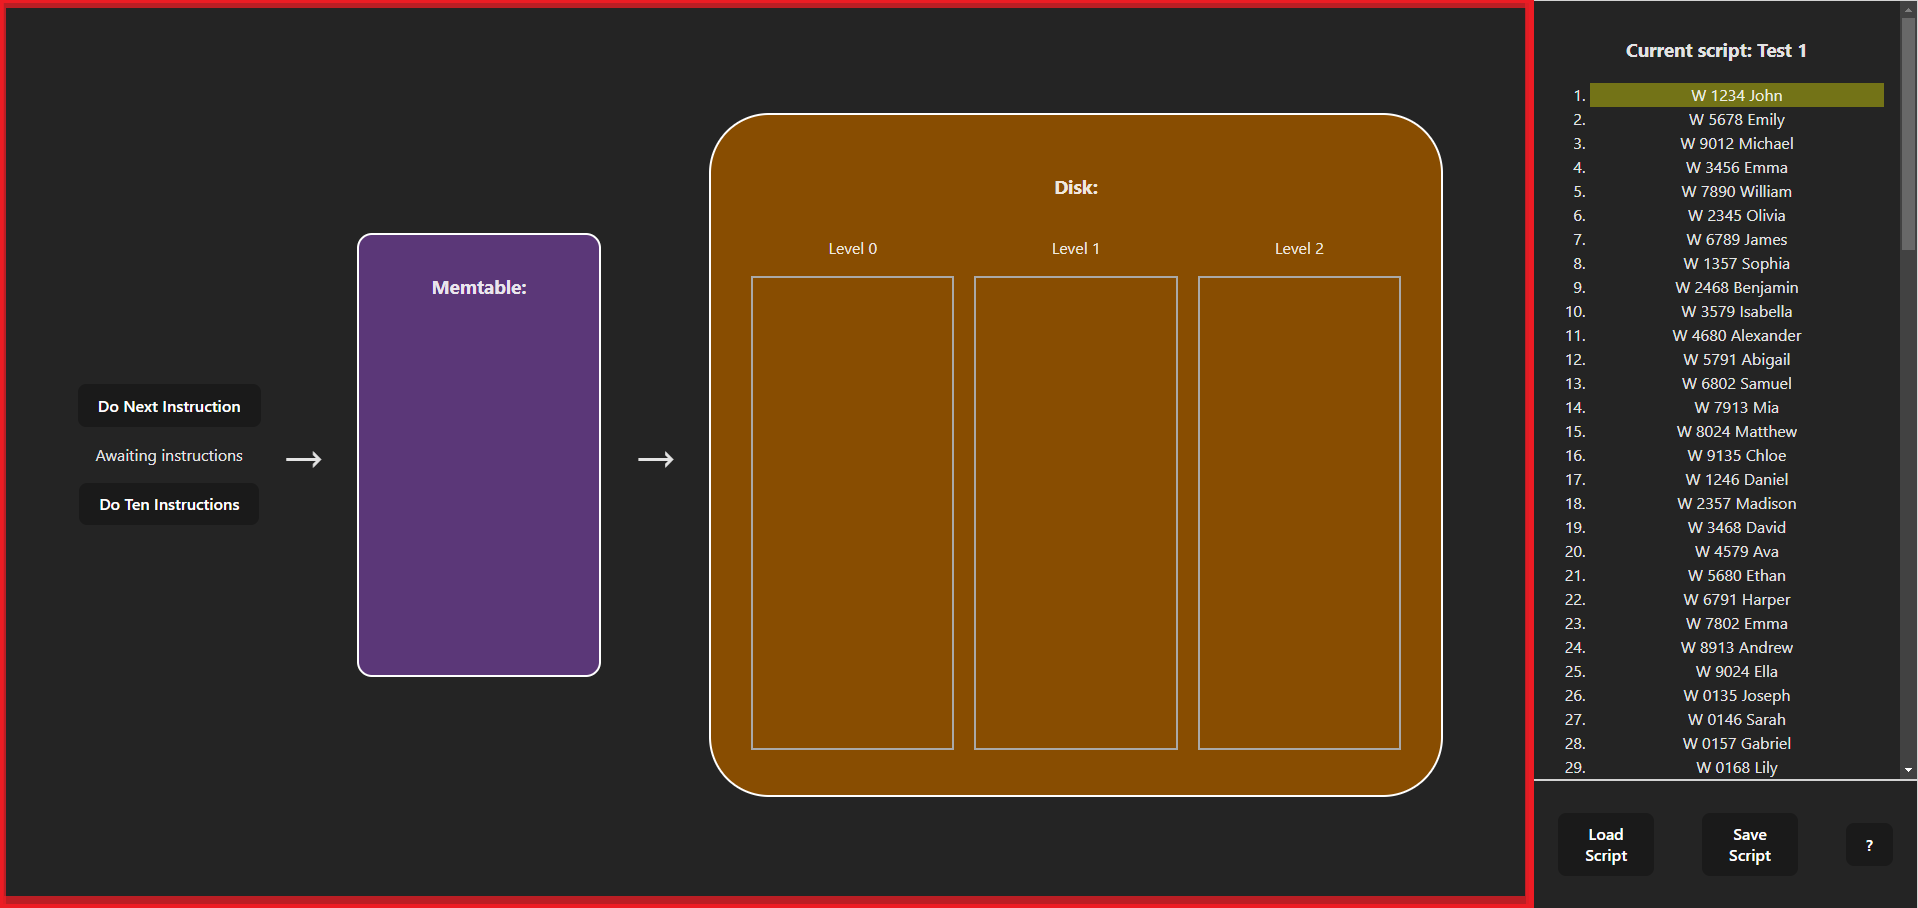 Do Next Instruction
Awaiting instructions
Do Ten Instructions
→
Memtable:
→
Disk:
Level 0
Level 1
Level 2
Current script: Test 1
1. W 1234 John
2. W 5678 Emily
3. W 9012 Michael
4. W 3456 Emma
5. W 7890 William
6. W 2345 Olivia
7. W 6789 James
8. W 1357 Sophia
9. W 2468 Benjamin
10. W 3579 Isabella
11. W 4680 Alexander
12. W 5791 Abigail
13. W 6802 Samuel
14. W 7913 Mia
15. W 8024 Matthew
16. W 9135 Chloe
17. W 1246 Daniel
18. W 2357 Madison
19. W 3468 David
20. W 4579 Ava
21. W 5680 Ethan
22. W 6791 Harper
23. W 7802 Emma
24. W 8913 Andrew
25. W 9024 Ella
26. W 0135 Joseph
27. W 0146 Sarah
28. W 0157 Gabriel
29. W 0168 Lily
Load
Script
Save
Script
?